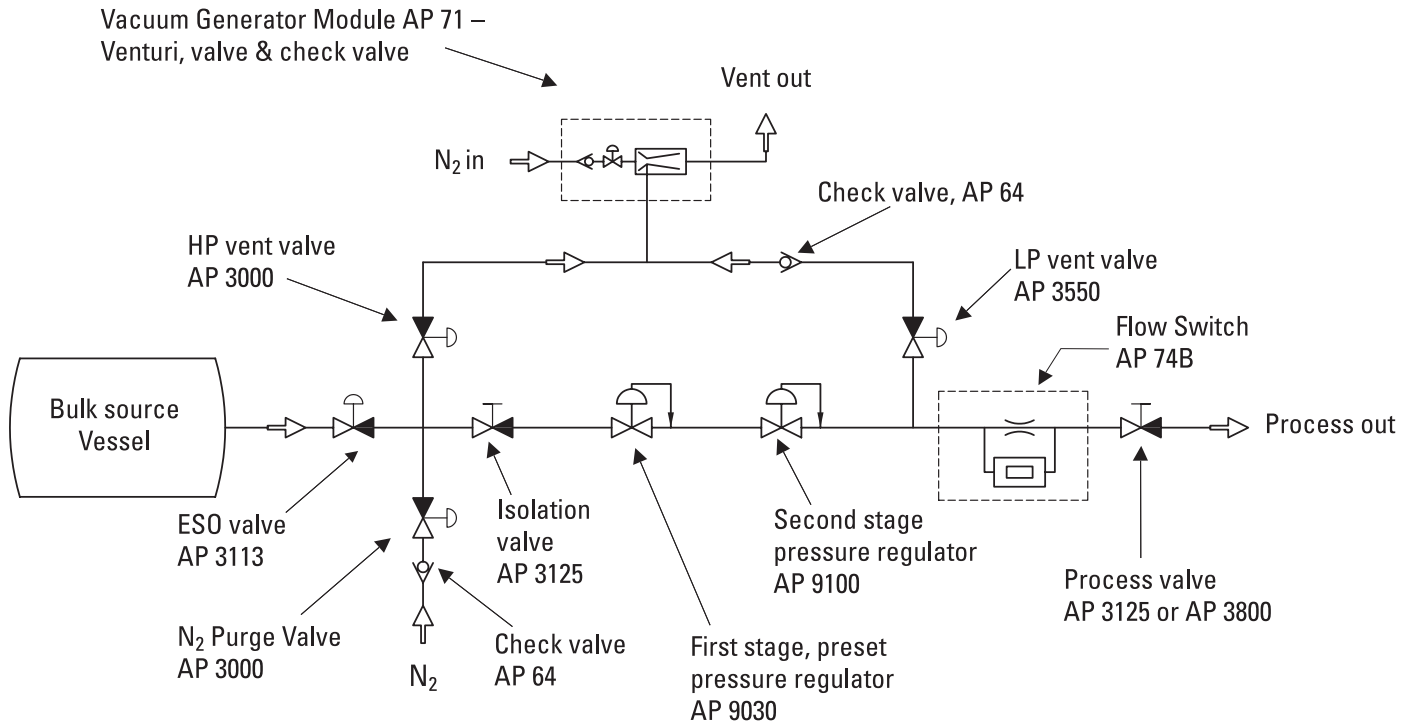 Vacuum Generator Module AP 71 –
Venturi, valve & check valve
Vent out
N₂ in
Check valve, AP 64
HP vent valve
AP 3000
LP vent valve
AP 3550
Flow Switch
AP 74B
Bulk source
Vessel
Process out
ESO valve
AP 3113
Isolation
valve
AP 3125
Second stage
pressure regulator
AP 9100
Process valve
AP 3125 or AP 3800
N₂ Purge Valve
AP 3000
N₂
Check valve
AP 64
First stage, preset
pressure regulator
AP 9030